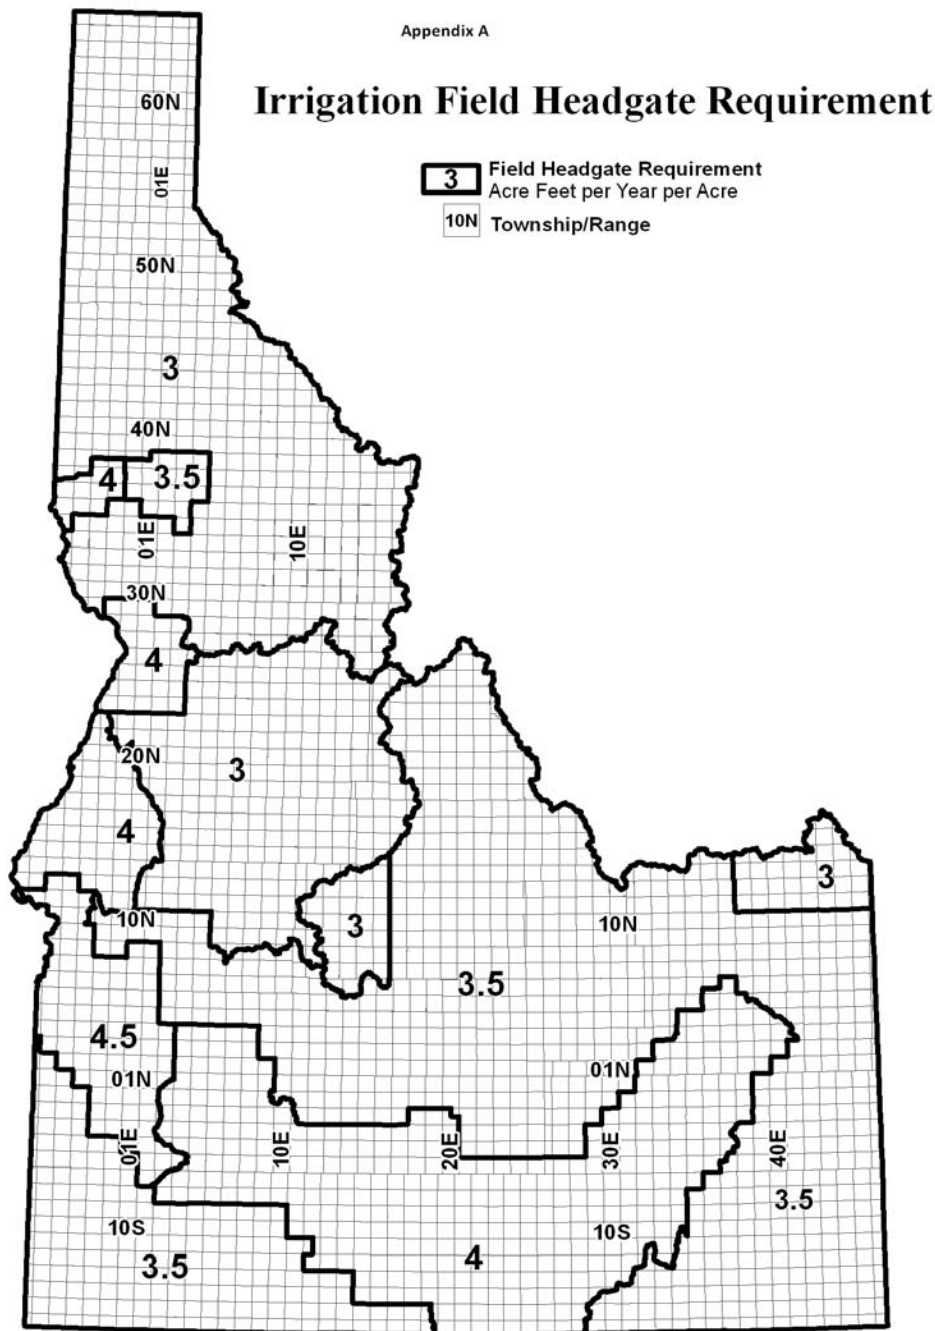 Appendix A
Irrigation Field Headgate Requirement
3 Field Headgate Requirement
Acre Feet per Year per Acre
10N Township/Range
60N
01E
50N
3
40N
4 3.5
01E 10E
30N
4
20N
3
4
3
10N
3
10N
3.5
4.5
01N
01N
01E 10E 20E 30E 40E
3.5
10S
10S
3.5
4